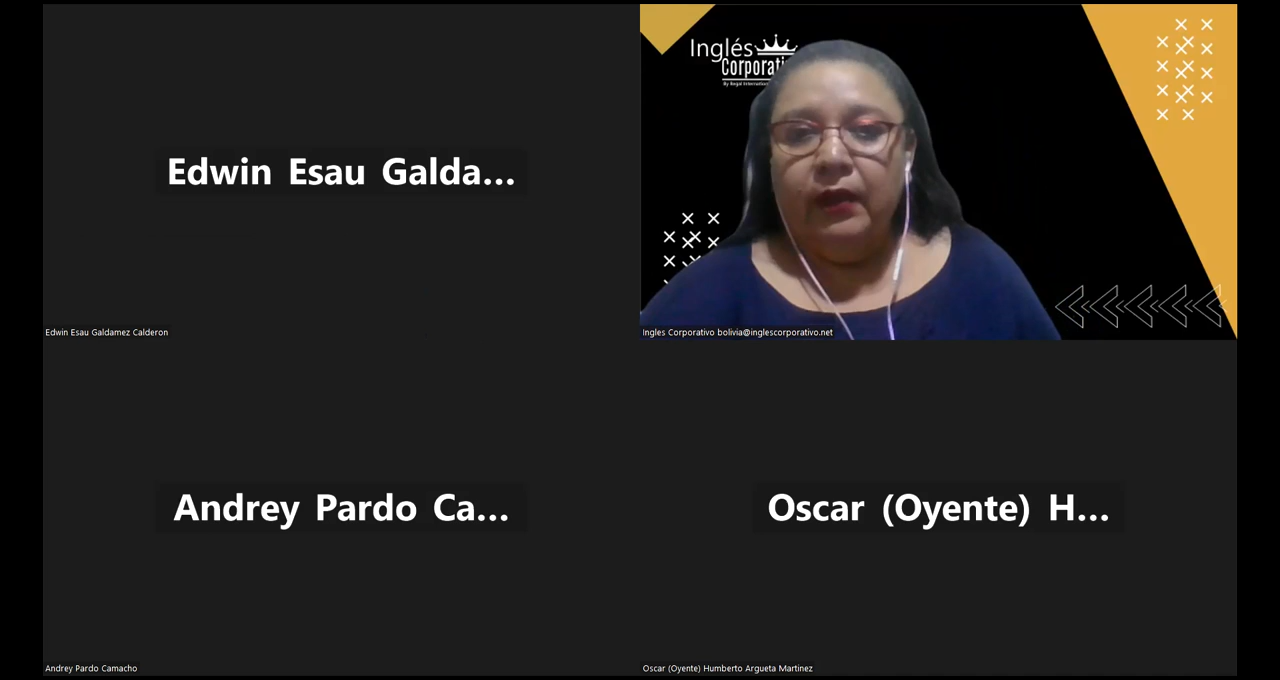 Edwin Esau Galda...
Edwin Esau Galdamez Calderon
Inglés
Corporati
Ingles Corporativo bolivia@inglescorporativo.net
Andrey Pardo Ca...
Andrey Pardo Camacho
Oscar (Oyente) H...
Oscar (Oyente) Humberto Argueta Martinez